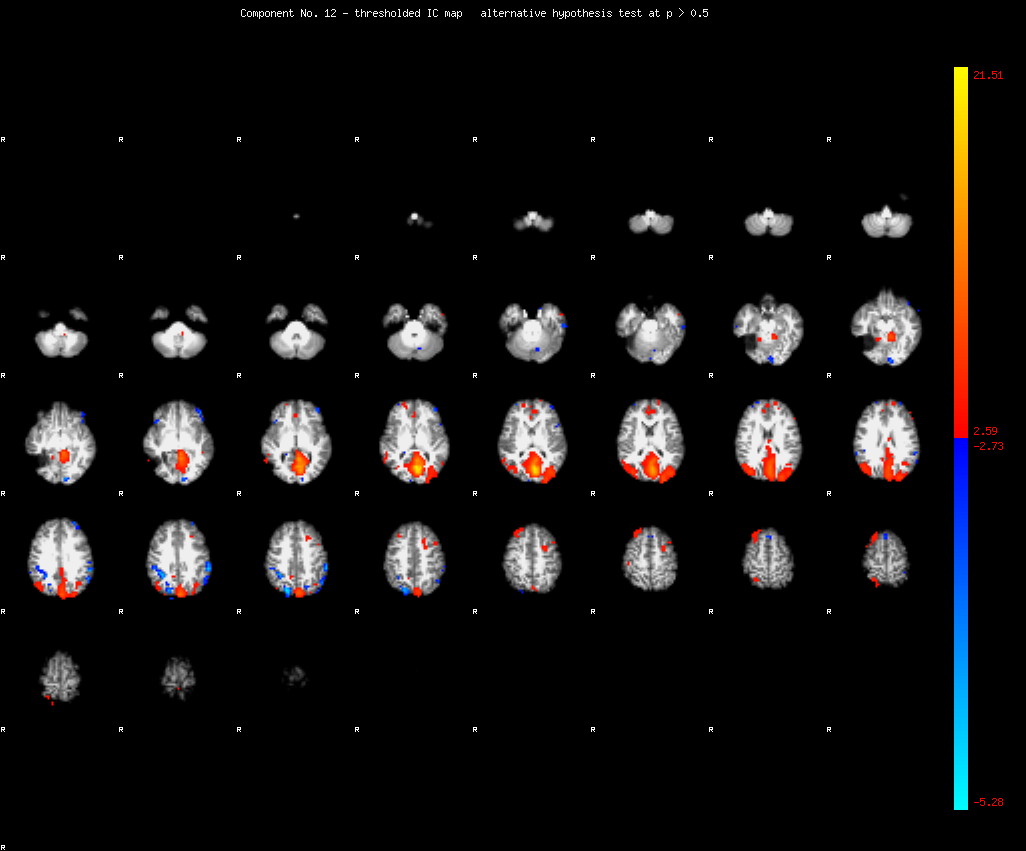 Component No. 12 - thresholded IC map   alternative hypothesis test at p > 0.5
21.51
R R R R R R R R
R R R R R R R R
R R R R R R R R
2.59
-2.73
R R R R R R R R
R R R R R R R R
R R R R R R R R
-5.28
R